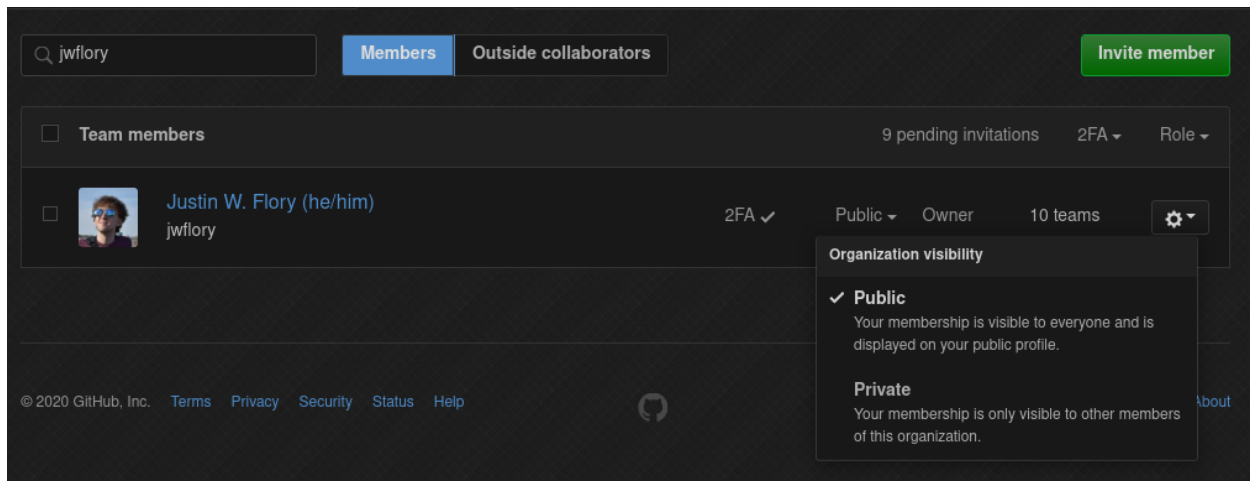 jwflory
Members
Outside collaborators
Invite member
Team members
9 pending invitations
2FA
Role
Justin W. Flory (he/him)
jwflory
2FA
Public
Owner
10 teams
Organization visibility
Public
Your membership is visible to everyone and is
displayed on your public profile.
Private
Your membership is only visible to other members
of this organization.
© 2020 GitHub, Inc.
Terms
Privacy
Security
Status
Help
About